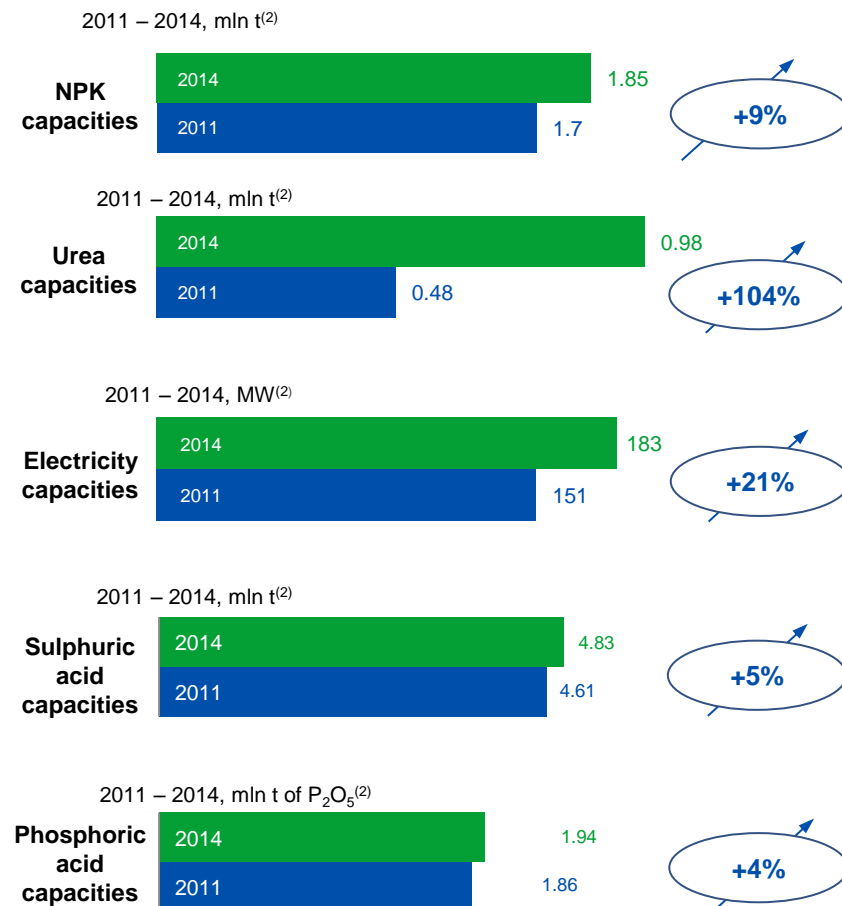 2011 – 2014, mln t(2)
NPK
capacities
2014
1.85
2011
1.7
+9%
2011 – 2014, mln t(2)
Urea
capacities
2014
0.98
2011
0.48
+104%
2011 – 2014, MW(2)
Electricity
capacities
2014
183
2011
151
+21%
2011 – 2014, mln t(2)
Sulphuric
acid
capacities
2014
4.83
2011
4.61
+5%
2011 – 2014, mln t of P2O5(2)
Phosphoric
acid
capacities
2014
1.94
2011
1.86
+4%